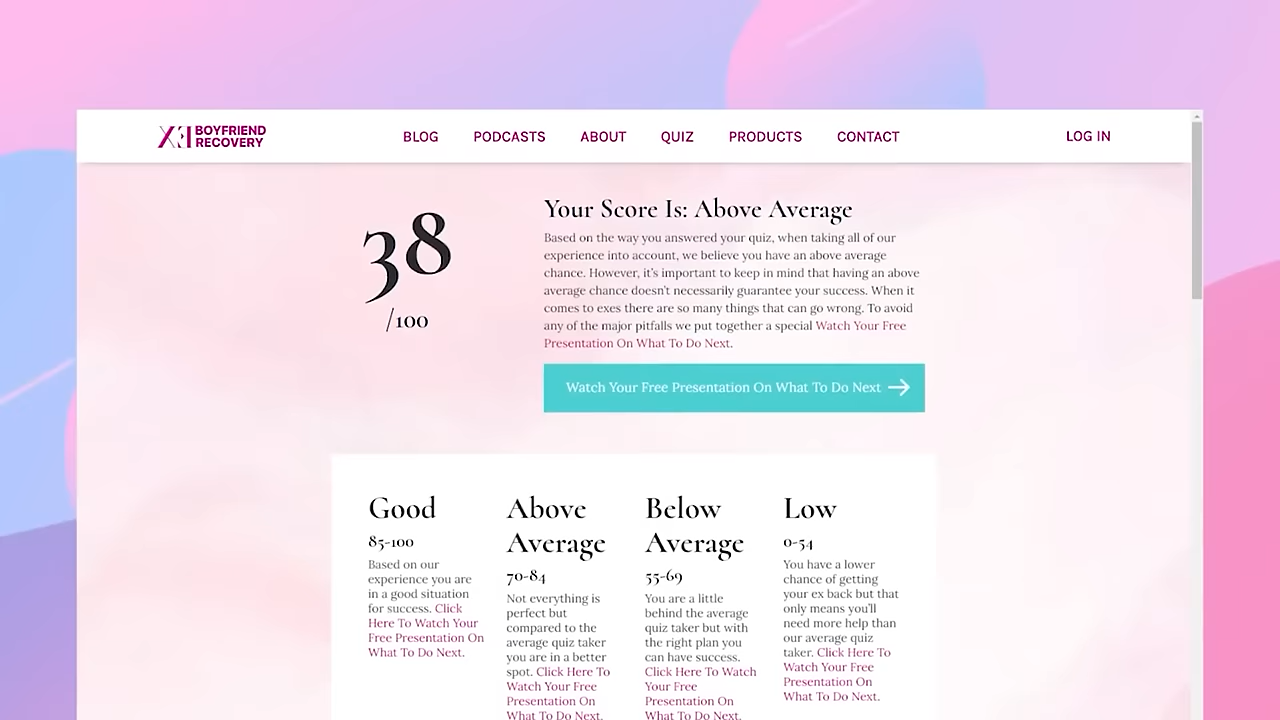 BOYFRIEND
RECOVERY
BLOG
PODCASTS
ABOUT
QUIZ
PRODUCTS
CONTACT
LOG IN
38
/100
Your Score Is: Above Average
Based on the way you answered your quiz, when taking all of our
experience into account, we believe you have an above average
chance. However, it's important to keep in mind that having an above
average chance doesn't necessarily guarantee your success. When it
comes to exes there are so many things that can go wrong. To avoid
any of the major pitfalls we put together a special Watch Your Free
Presentation On What To Do Next.
Watch Your Free Presentation On What To Do Next
Good
85-100
Based on our
experience you are
in a good situation
for success. Click
Here To Watch Your
Free Presentation On
What To Do Next.
Above
Average
70-84
Not everything is
perfect but
compared to the
average quiz taker
you are in a better
spot. Click Here To
Watch Your Free
Presentation On
What To Do Next.
Below
Average
55-69
You are a little
behind the average
quiz taker but with
the right plan you
can have success.
Click Here To Watch
Your Free
Presentation On
What To Do Next.
Low
0-54
You have a lower
chance of getting
your ex back but that
only means you'll
need more help than
our average quiz
taker. Click Here To
Watch Your Free
Presentation On
What To Do Next.